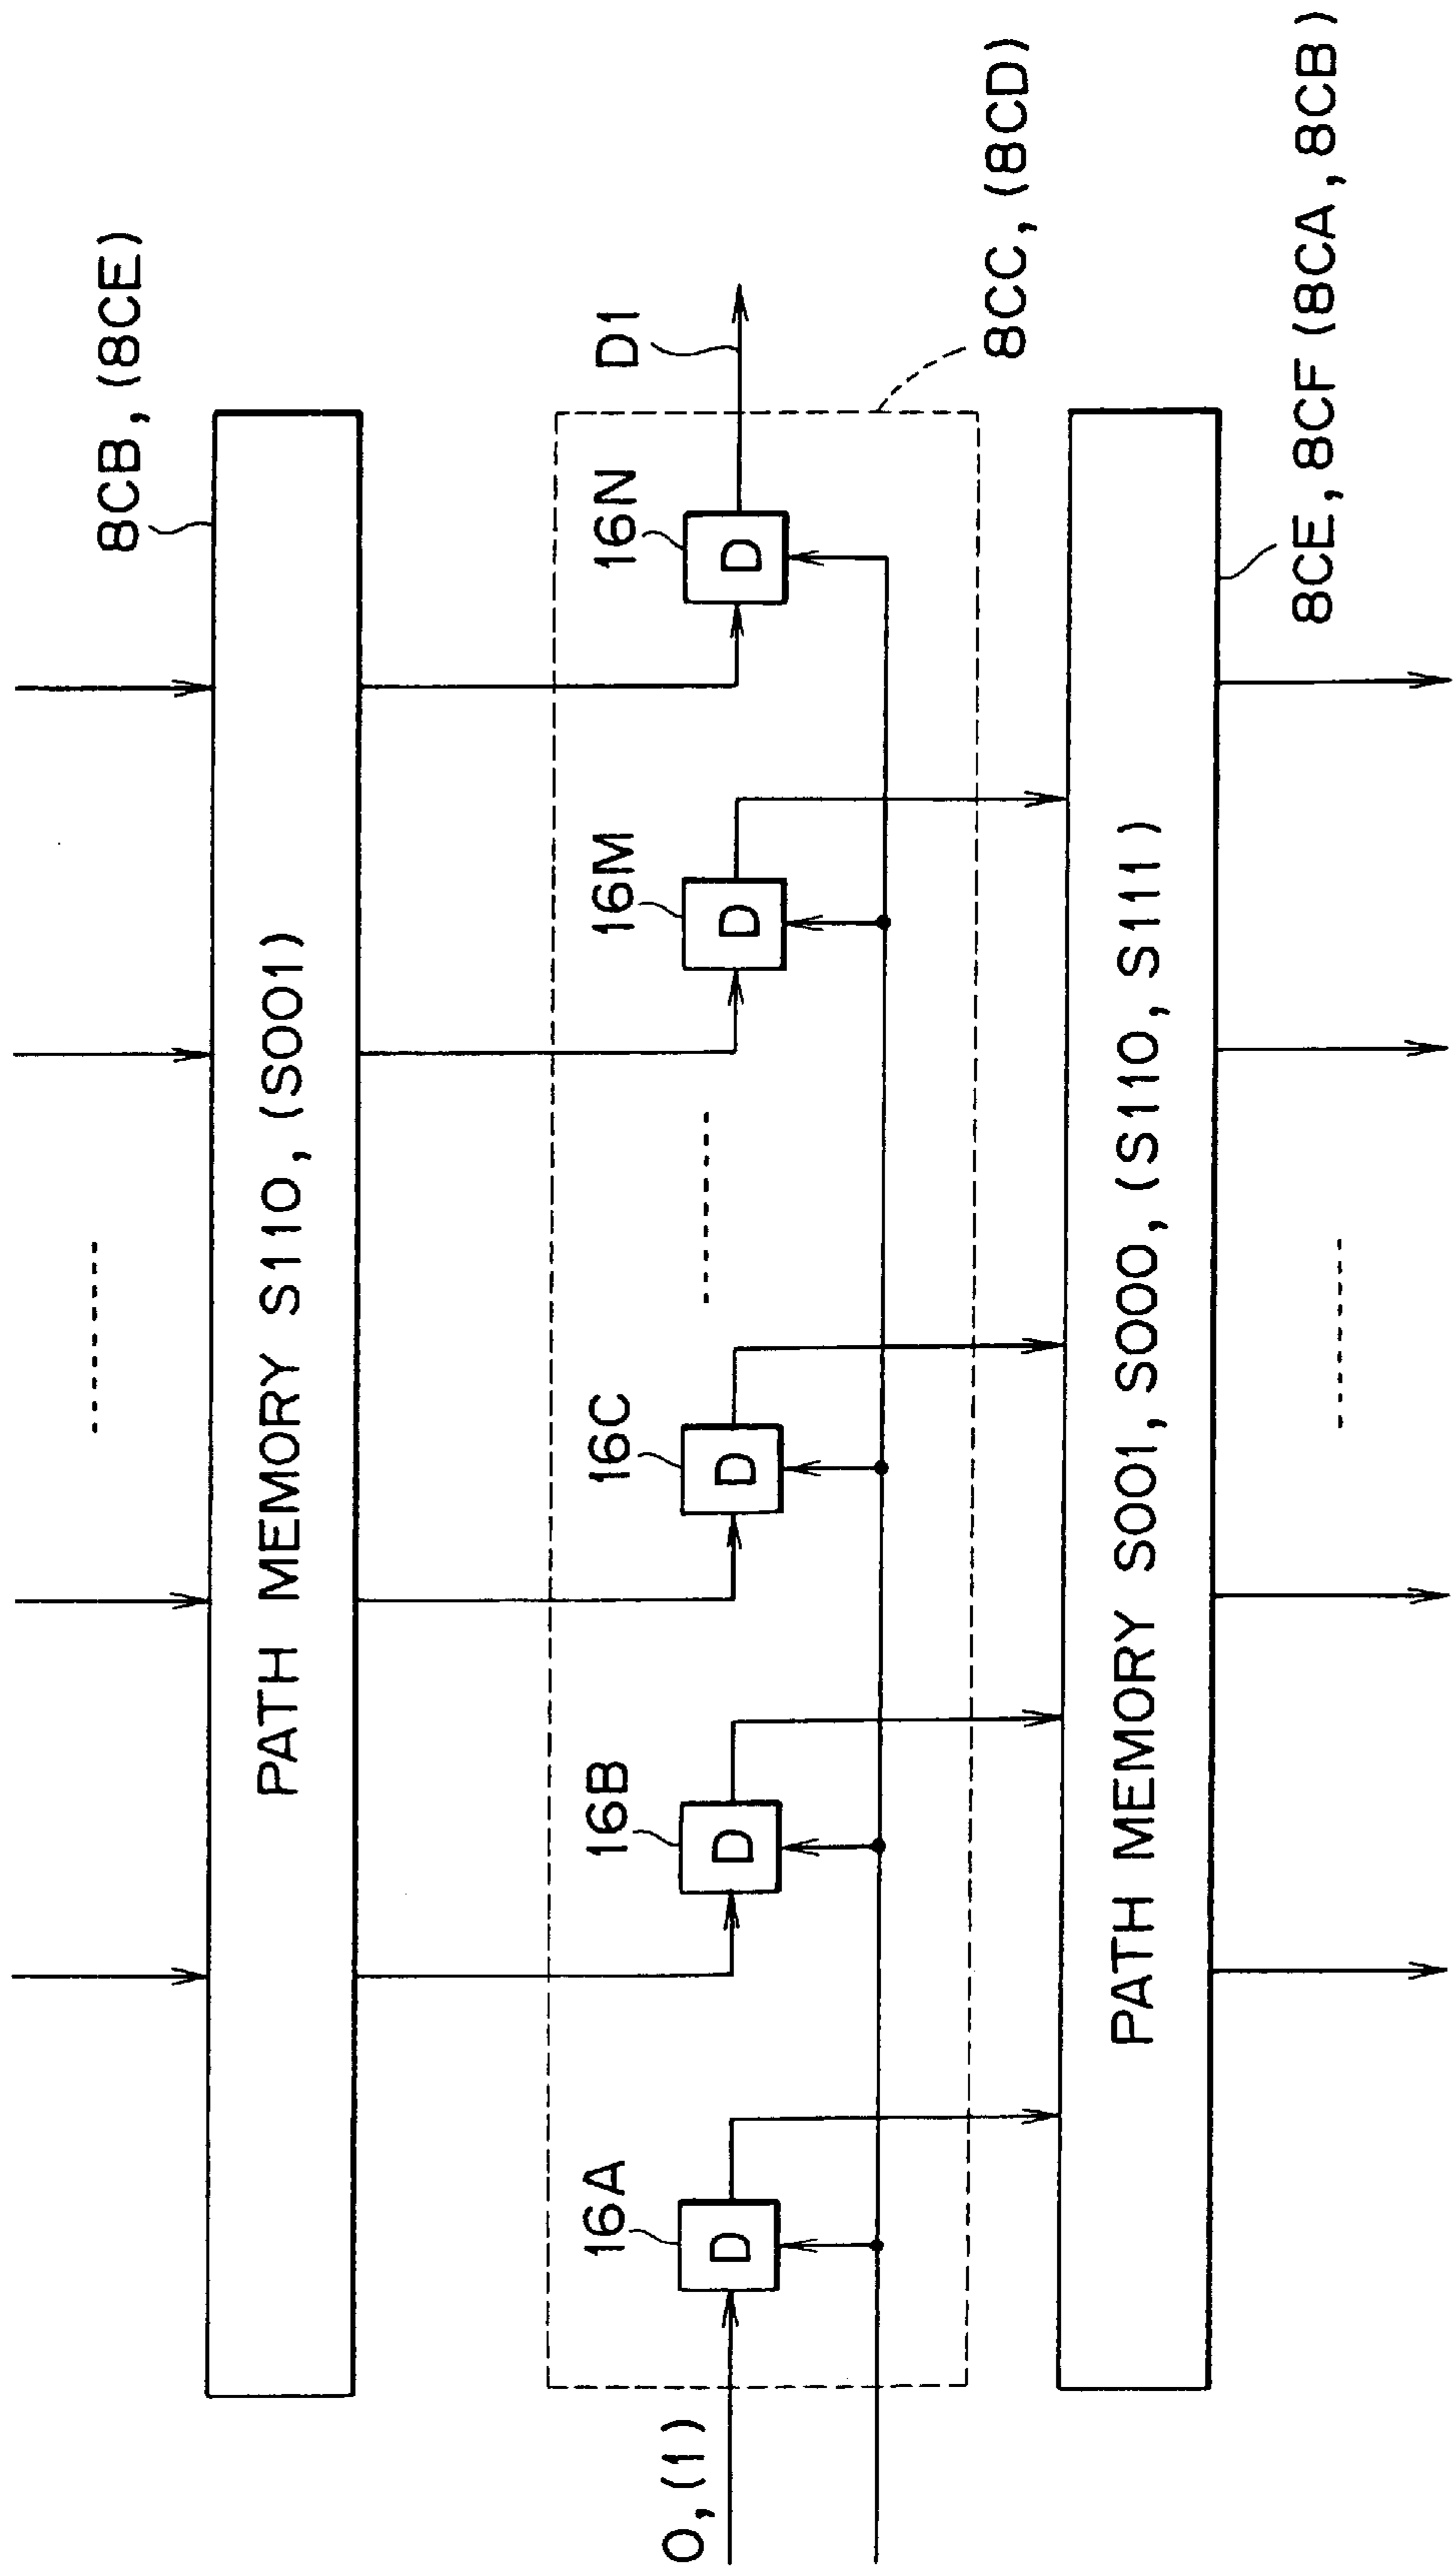 8CB, (8CE)
PATH MEMORY S110, (S001)
D1
16A
16B
16C
16M
16N
D
D
D
D
D
0, (1)
8CC, (8CD)
PATH MEMORY S001, S000, (S110, S111)
8CE, 8CF (8CA, 8CB)